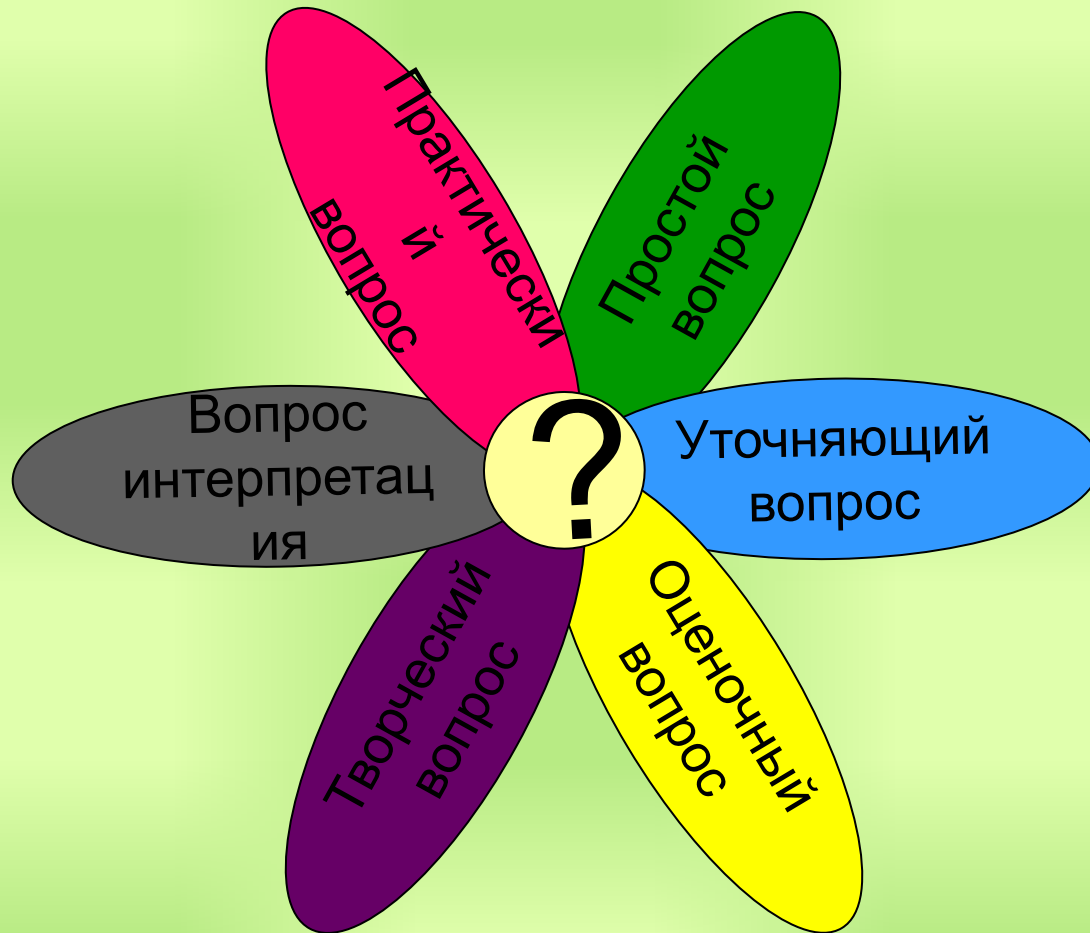 Практически
й
вопрос
Простой
вопрос
Вопрос
интерпретац
ия
?
Уточняющий
вопрос
Творческий
вопрос
Оценочный
вопрос